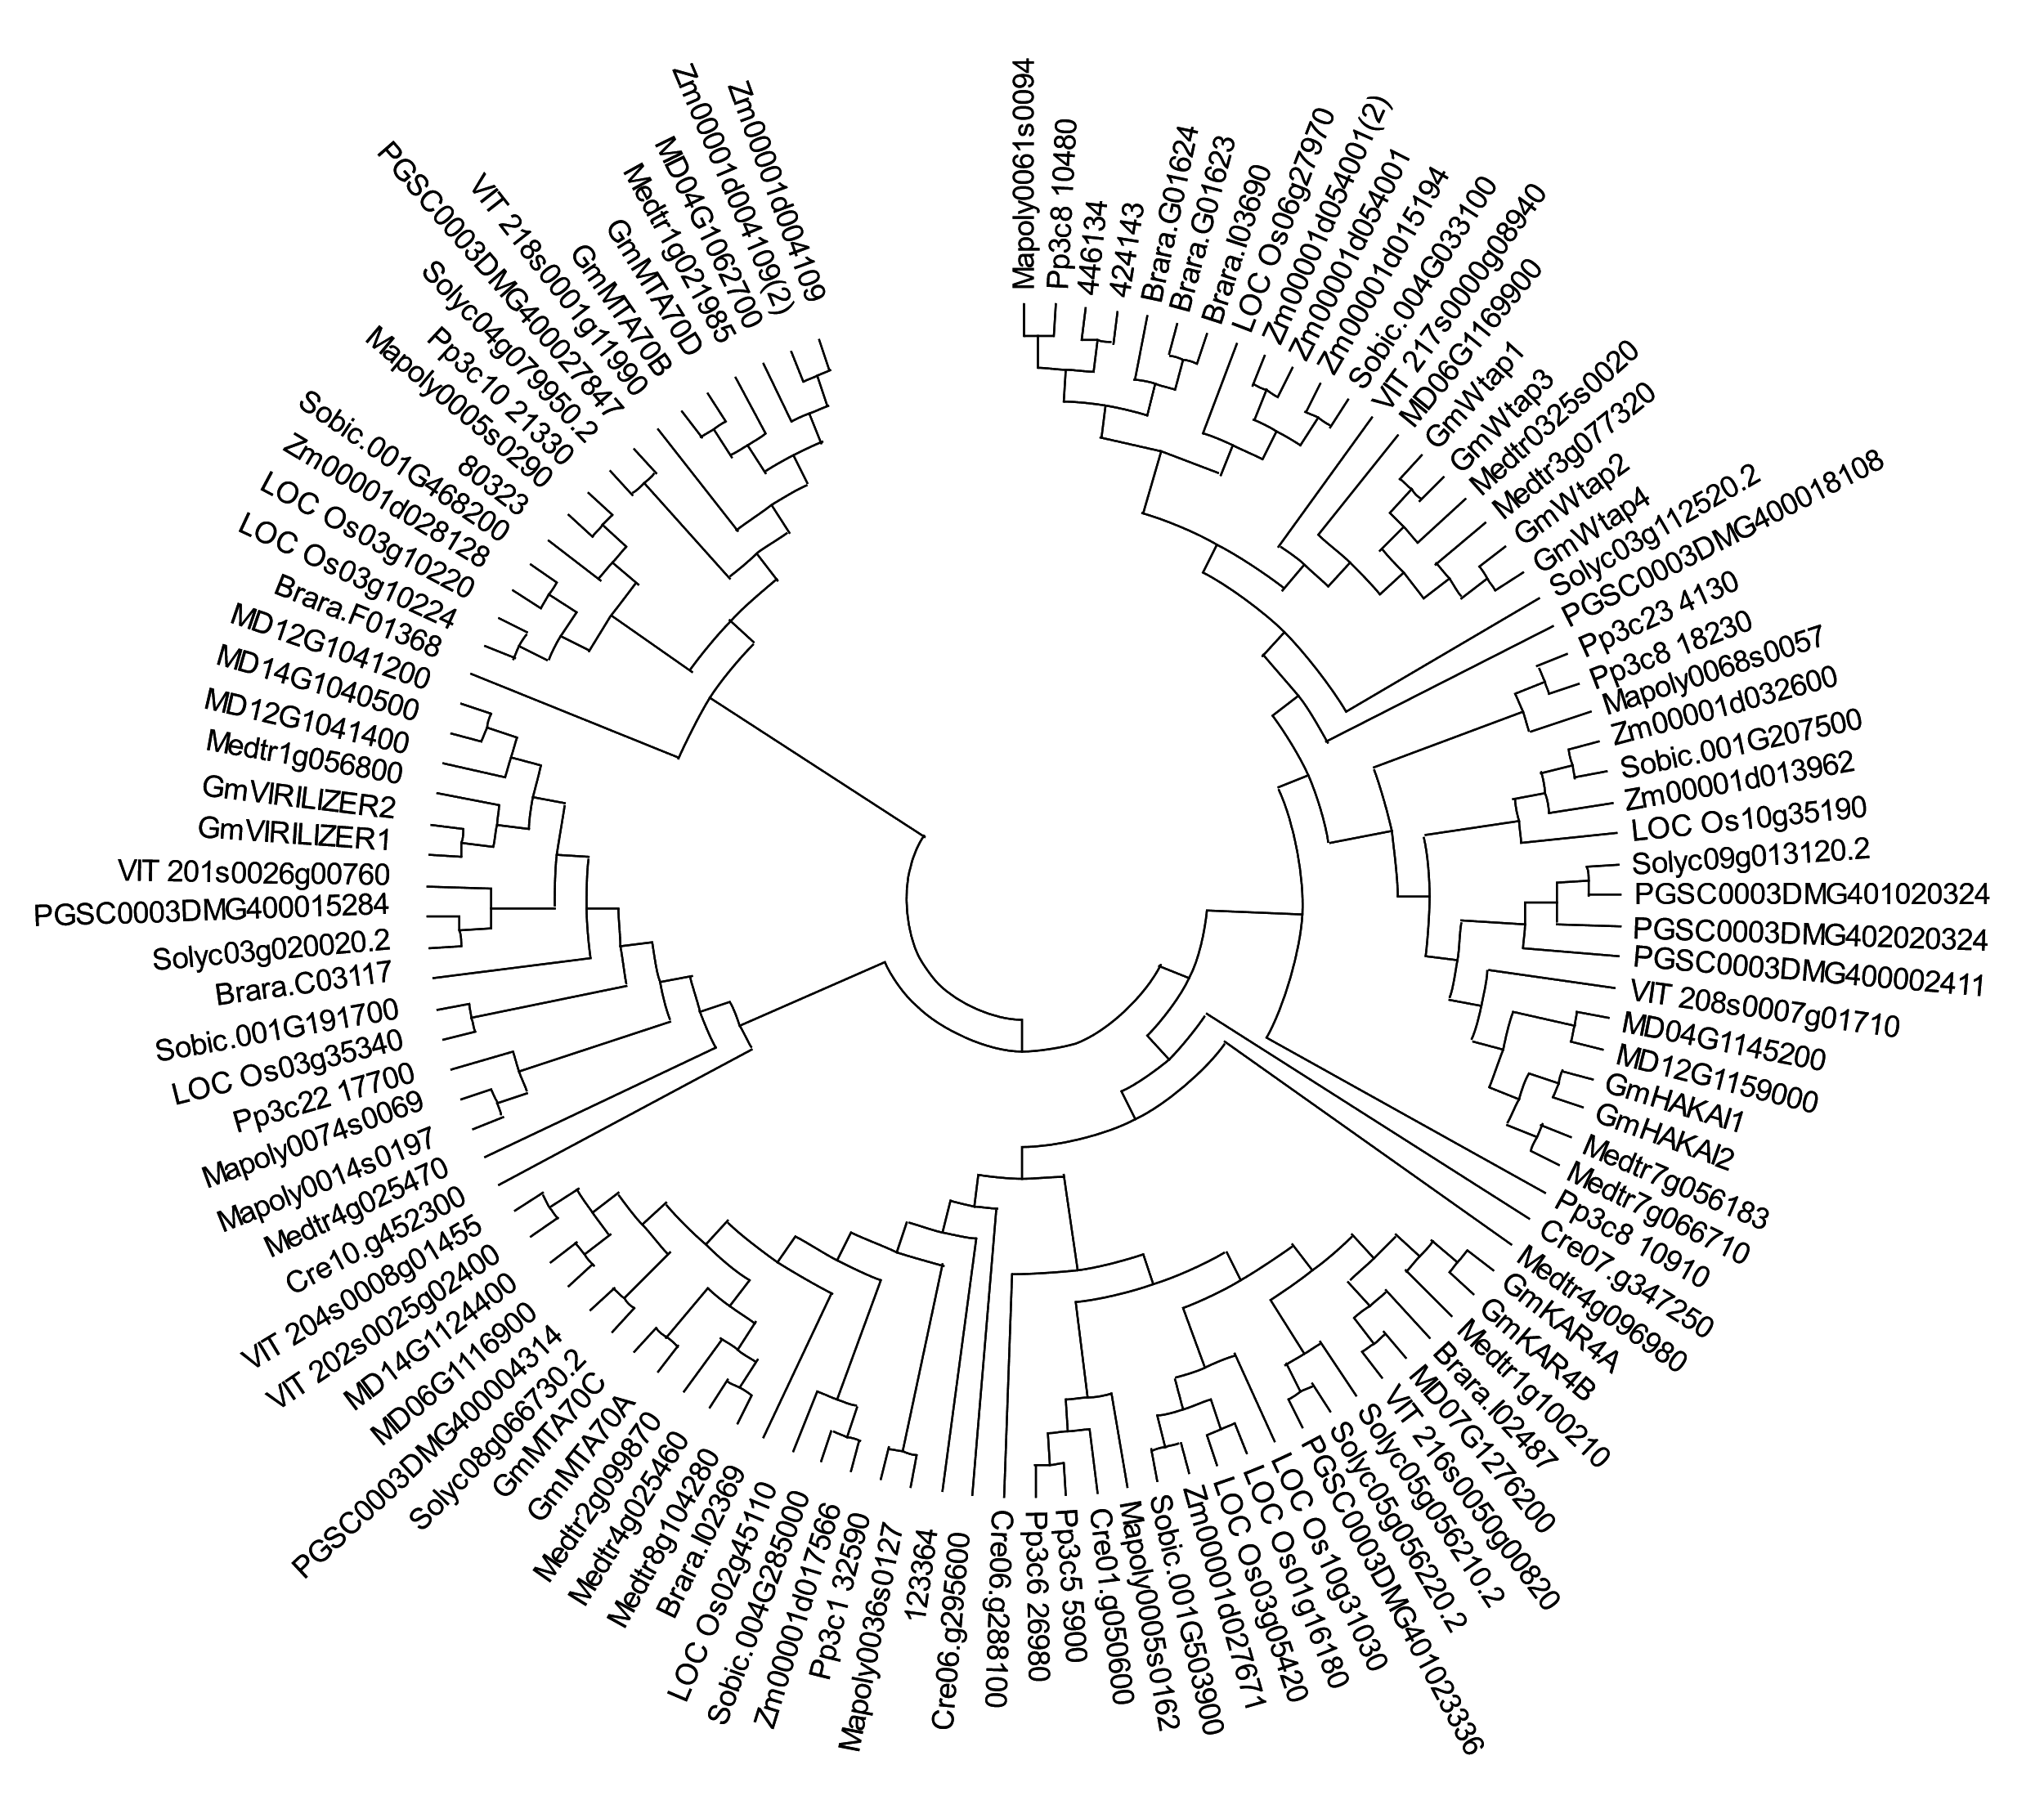 Mapoly0061s0094
Pp3c8 10480
446134
424143
Brara.G01624
Brara.G01623
Brara.I03690
LOC Os06g27970
Zm00001d054001(2)
Zm00001d054001
Zm00001d015194
Sobic.004G033100
VIT 217s0000g08940
MD06G1169900
GmWtap1
GmWtap3
Medtr0325s0020
Medtr3g077320
GmWtap2
GmWtap4
Solyc03g112520.2
PGSC0003DMG400018108
Pp3c23 4130
Pp3c8 18230
Mapoly0068s0057
Zm00001d032600
Sobic.001G207500
Zm00001d013962
LOC Os10g35190
Solyc09g013120.2
PGSC0003DMG401020324
PGSC0003DMG402020324
PGSC0003DMG400002411
VIT 208s0007g01710
MD04G1145200
MD12G1159000
GmHAKAI1
GmHAKAI2
Medtr7g056183
Medtr7g066710
Pp3c8 10910
Cre07.g347250
Medtr4g096980
GmKAR4A
GmKAR4B
Medtr1g100210
Brara.I02487
MD07G1276200
VIT 216s0050g00820
Solyc05g056210.2
Solyc05g056220.2
PGSC0003DMG401023336
LOC Os10g31030
LOC Os01g16180
LOC Os03g05420
Zm00001d027671
Sobic.001G503900
Mapoly0005s0162
Cre01.g050600
Pp3c5 5900
Pp3c6 26980
Cre06.g288100
Cre06.g295600
123364
Mapoly0036s0127
Pp3c1 32590
Zm00001d017566
Sobic.004G285000
LOC Os02g45110
Brara.I02369
Medtr8g104280
Medtr4g025460
Medtr2g099870
GmMTA70A
GmMTA70C
Solyc08g066730.2
PGSC0003DMG400004314
MD06G1116900
MD14G1124400
VIT 202s0025g02400
VIT 204s0008g01455
Cre10.g452300
Medtr4g025470
Mapoly0014s0197
Mapoly0074s0069
Pp3c22 17700
LOC Os03g35340
Sobic.001G191700
Brara.C03117
Solyc03g020020.2
PGSC0003DMG400015284
VIT 201s0026g00760
GmVIRILIZER1
GmVIRILIZER2
Medtr1g056800
MD12G1041400
MD14G1040500
MD12G1041200
Brara.F01368
LOC Os03g10224
LOC Os03g10220
Zm00001d028128
Sobic.001G468200
80323
Mapoly0005s0290
Pp3c10 21330
Solyc04g079950.2
PGSC0003DMG400027847
VIT 218s0001g11990
GmMTA70B
GmMTA70D
Medtr1g021985
MD04G1062700
Zm00001d004109(2)
Zm00001d004109